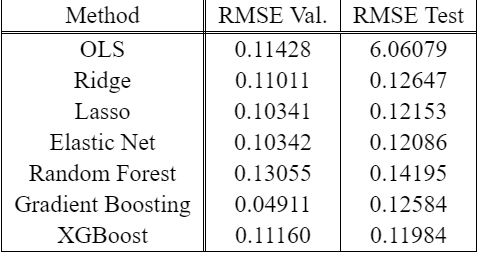 Method RMSE Val. RMSE Test
OLS 0.11428 6.06079
Ridge 0.11011 0.12647
Lasso 0.10341 0.12153
Elastic Net 0.10342 0.12086
Random Forest 0.13055 0.14195
Gradient Boosting 0.04911 0.12584
XGBoost 0.11160 0.11984